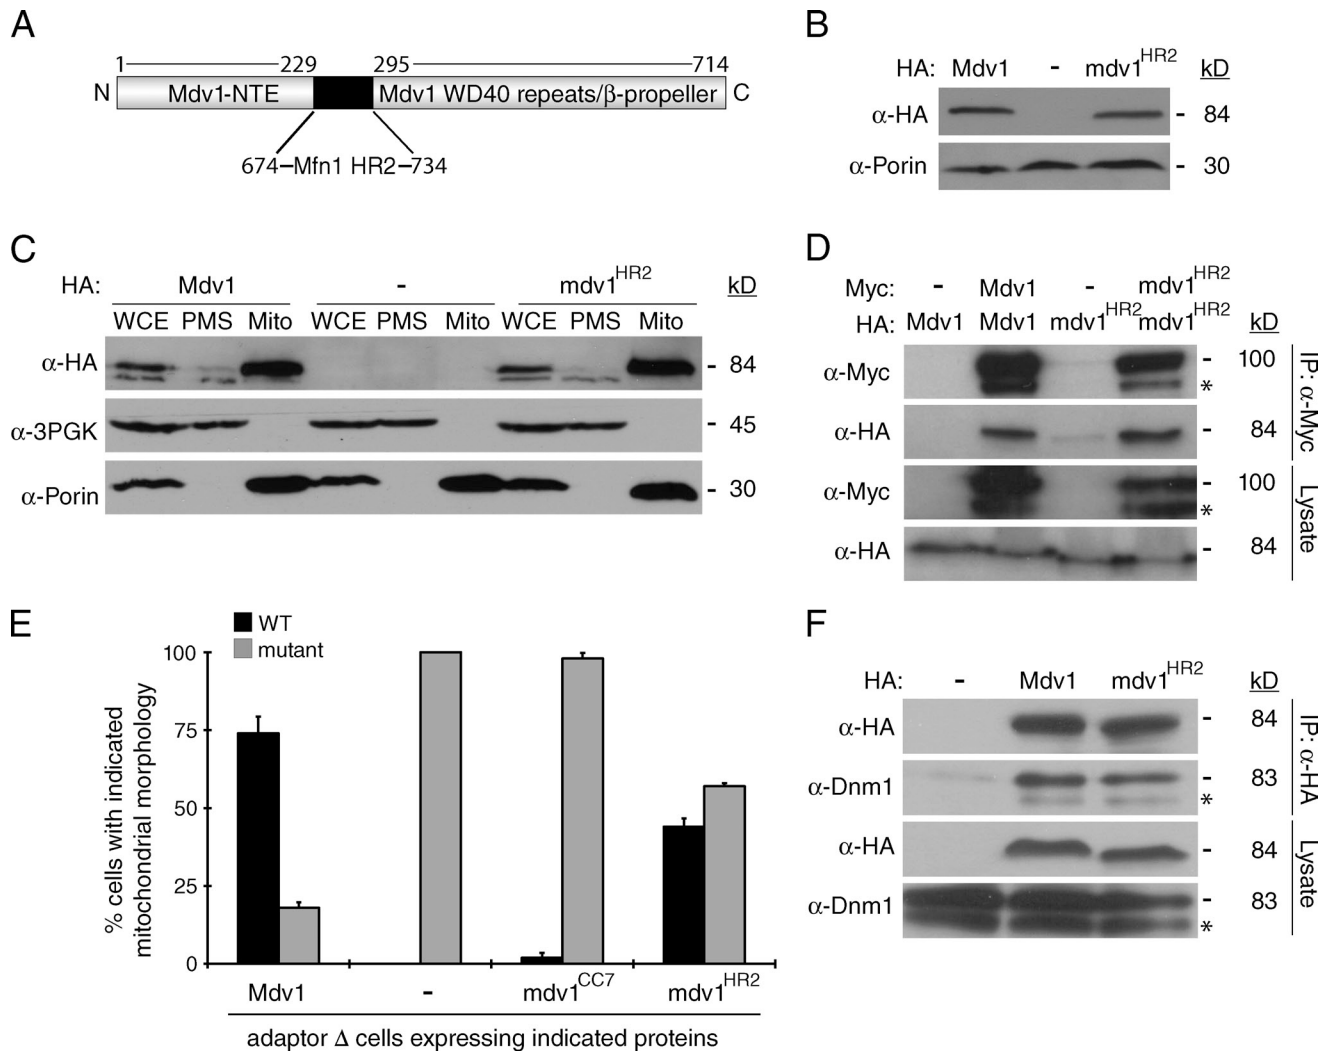 A
1 229 295 714
N Mdv1-NTE Mdv1 WD40 repeats/β-propeller C
674–Mfn1 HR2–734
B
HA: Mdv1 - mdv1HR2 kD
α-HA - 84
α-Porin - 30
C
HA: Mdv1 - mdv1HR2 kD
WCE PMS Mito WCE PMS Mito WCE PMS Mito
α-HA - 84
α-3PGK - 45
α-Porin - 30
D
Myc: - Mdv1 - mdv1HR2
HA: Mdv1 Mdv1 mdv1HR2 mdv1HR2 kD
α-Myc - 100
*
α-HA - 84
IP: α-Myc
α-Myc - 100
*
α-HA - 84
Lysate
E
WT
mutant
% cells with indicated
mitochondrial morphology
100
75
50
25
0
Mdv1 - mdv1CC7 mdv1HR2
adaptor Δ cells expressing indicated proteins
F
HA: - Mdv1 mdv1HR2 kD
α-HA - 84
α-Dnm1 - 83
*
IP: α-HA
α-HA - 84
α-Dnm1 - 83
*
Lysate